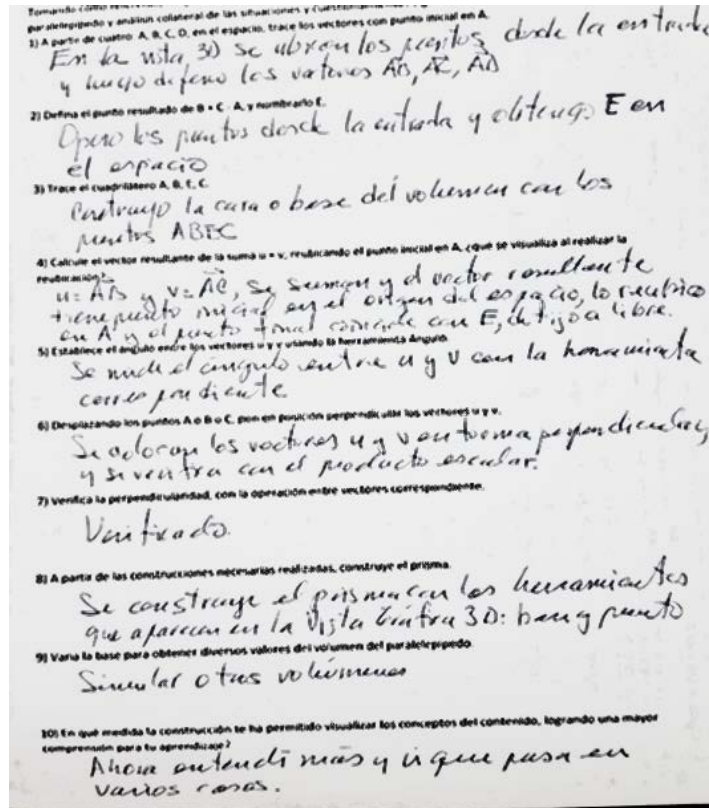 Tomando como
paralelepípedo y análisis colateral de las situaciones y
1) A partir de cuatro: A, B, C, D, en el espacio, trace los vectores con punto inicial en A.
En la vista 3D se ubican los puntos desde la entrada
y luego defino los vectores AB, AC, AD
2) Defina el punto resultado de B + C - A, y nombrarlo E.
Opero los puntos desde la entrada y obtengo E en
el espacio
3) Trace el cuadrilátero A, B, E, C.
Construyo la cara o base del volumen con los
puntos ABEC
4) Calcule el vector resultante de la suma u + v, reubicando el punto inicial en A, ¿qué se visualiza al realizar la
reubicación?
u = AB y v = AC, se suman y el vector resultante
tiene punto inicial en el origen del espacio, lo reubico
en A y el punto final coincide con E, de fijo a libre.
5) Establece el ángulo entre los vectores u y v usando la herramienta Ángulo.
Se mide el ángulo entre u y v con la herramienta
correspondiente
6) Desplazando los puntos A o B o C, pon en posición perpendicular los vectores u y v.
Se colocan los vectores u y v en forma perpendicular,
y se verifica con el producto escalar.
7) Verifica la perpendicularidad, con la operación entre vectores correspondiente.
Verificado.
8) A partir de las construcciones necesarias realizadas, construye el prisma.
Se construye el prisma con las herramientas
que aparecen en la Vista Gráfica 3D: base y punto
9) Varía la base para obtener diversos valores del volumen del paralelepípedo
Simular otros volúmenes
10) En qué medida la construcción te ha permitido visualizar los conceptos del contenido, logrando una mayor
comprensión para tu aprendizaje?
Ahora entendí más y vi que pasa en
varios casos.